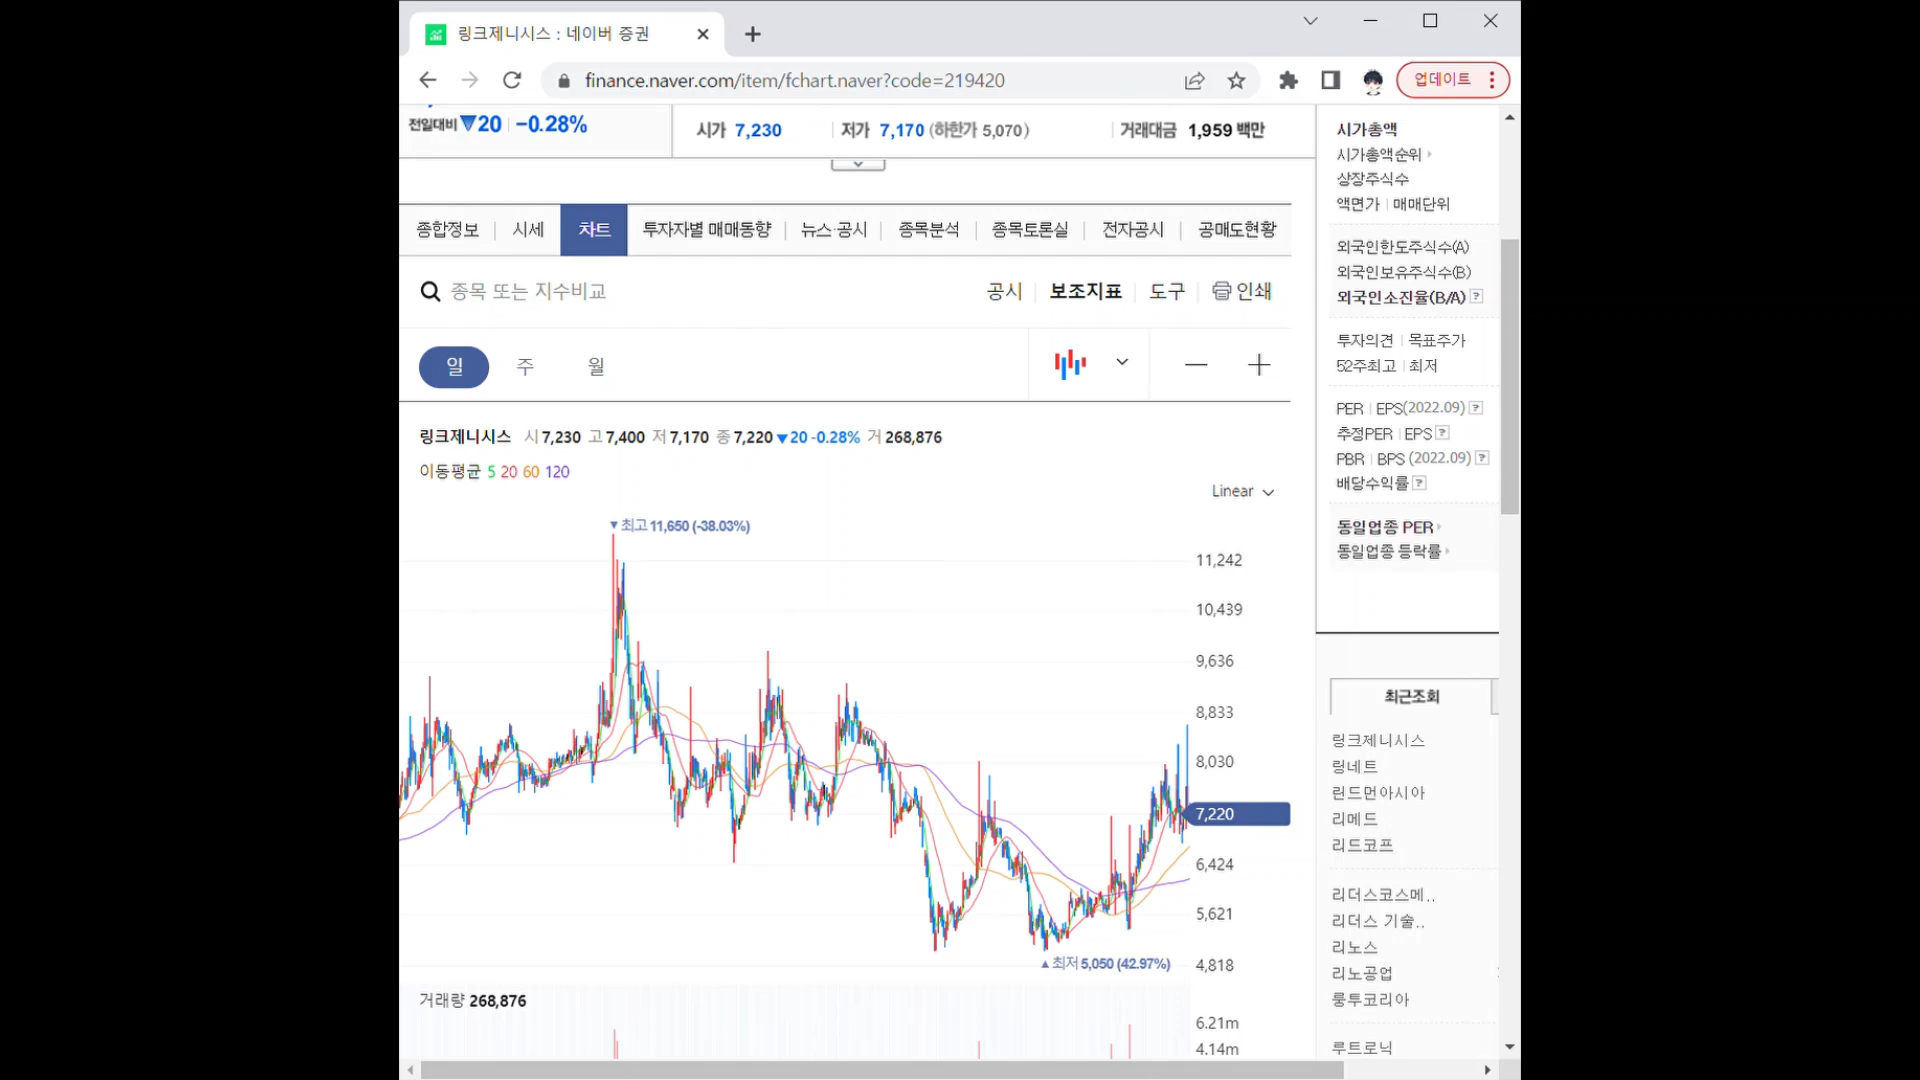 링크제니시스 : 네이버 증권
finance.naver.com/item/fchart.naver?code=219420
업데이트
전일대비 ▼20 -0.28%
시가 7,230 저가 7,170 (하한가 5,070) 거래대금 1,959 백만
종합정보 시세 차트 투자자별 매매동향 뉴스·공시 종목분석 종목토론실 전자공시 공매도현황
종목 또는 지수비교
공시 보조지표 도구 인쇄
일 주 월
링크제니시스 시 7,230 고 7,400 저 7,170 종 7,220 ▼20 -0.28% 거 268,876
이동평균 5 20 60 120
Linear
▼최고 11,650 (-38.03%)
11,242
10,439
9,636
8,833
8,030
7,220
6,424
5,621
4,818
▲최저 5,050 (42.97%)
거래량 268,876
6.21m
4.14m
시가총액
시가총액순위
상장주식수
액면가 매매단위
외국인한도주식수(A)
외국인보유주식수(B)
외국인소진율(B/A) ?
투자의견 목표주가
52주최고 최저
PER EPS(2022.09) ?
추정PER EPS ?
PBR BPS (2022.09) ?
배당수익률 ?
동일업종 PER
동일업종 등락률
최근조회
링크제니시스
링네트
린드먼아시아
리메드
리드코프
리더스코스메..
리더스 기술..
리노스
리노공업
룽투코리아
루트로닉